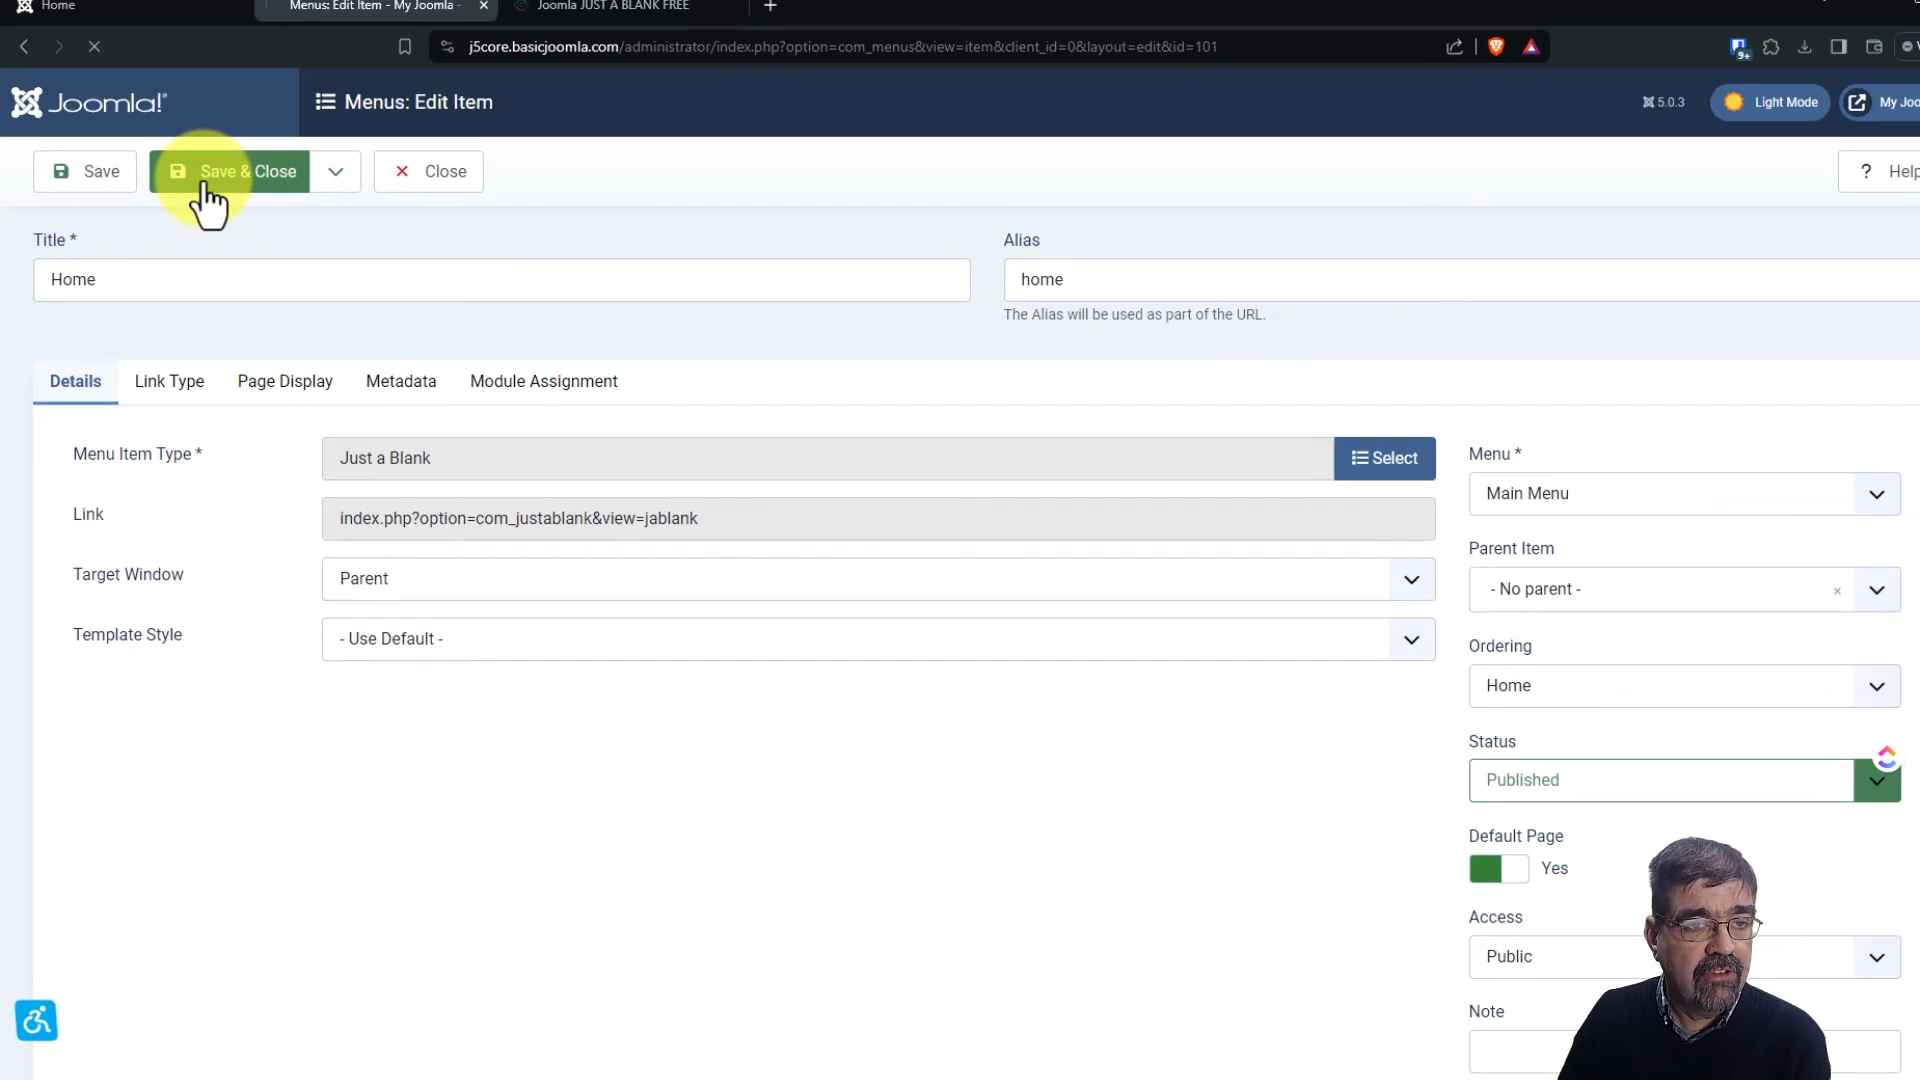 Home
Menus: Edit Item - My Joomla -
Joomla JUST A BLANK FREE
j5core.basicjoomla.com/administrator/index.php?option=com_menus&view=item&client_id=0&layout=edit&id=101
9+
Joomla!
Menus: Edit Item
5.0.3
Light Mode
My Joo
Save
Save & Close
Close
? Help
Title *
Alias
Home
home
The Alias will be used as part of the URL.
Details
Link Type
Page Display
Metadata
Module Assignment
Menu Item Type *
Just a Blank
Select
Link
index.php?option=com_justablank&view=jablank
Target Window
Parent
Template Style
- Use Default -
Menu *
Main Menu
Parent Item
- No parent -
Ordering
Home
Status
Published
Default Page
Yes
Access
Public
Note